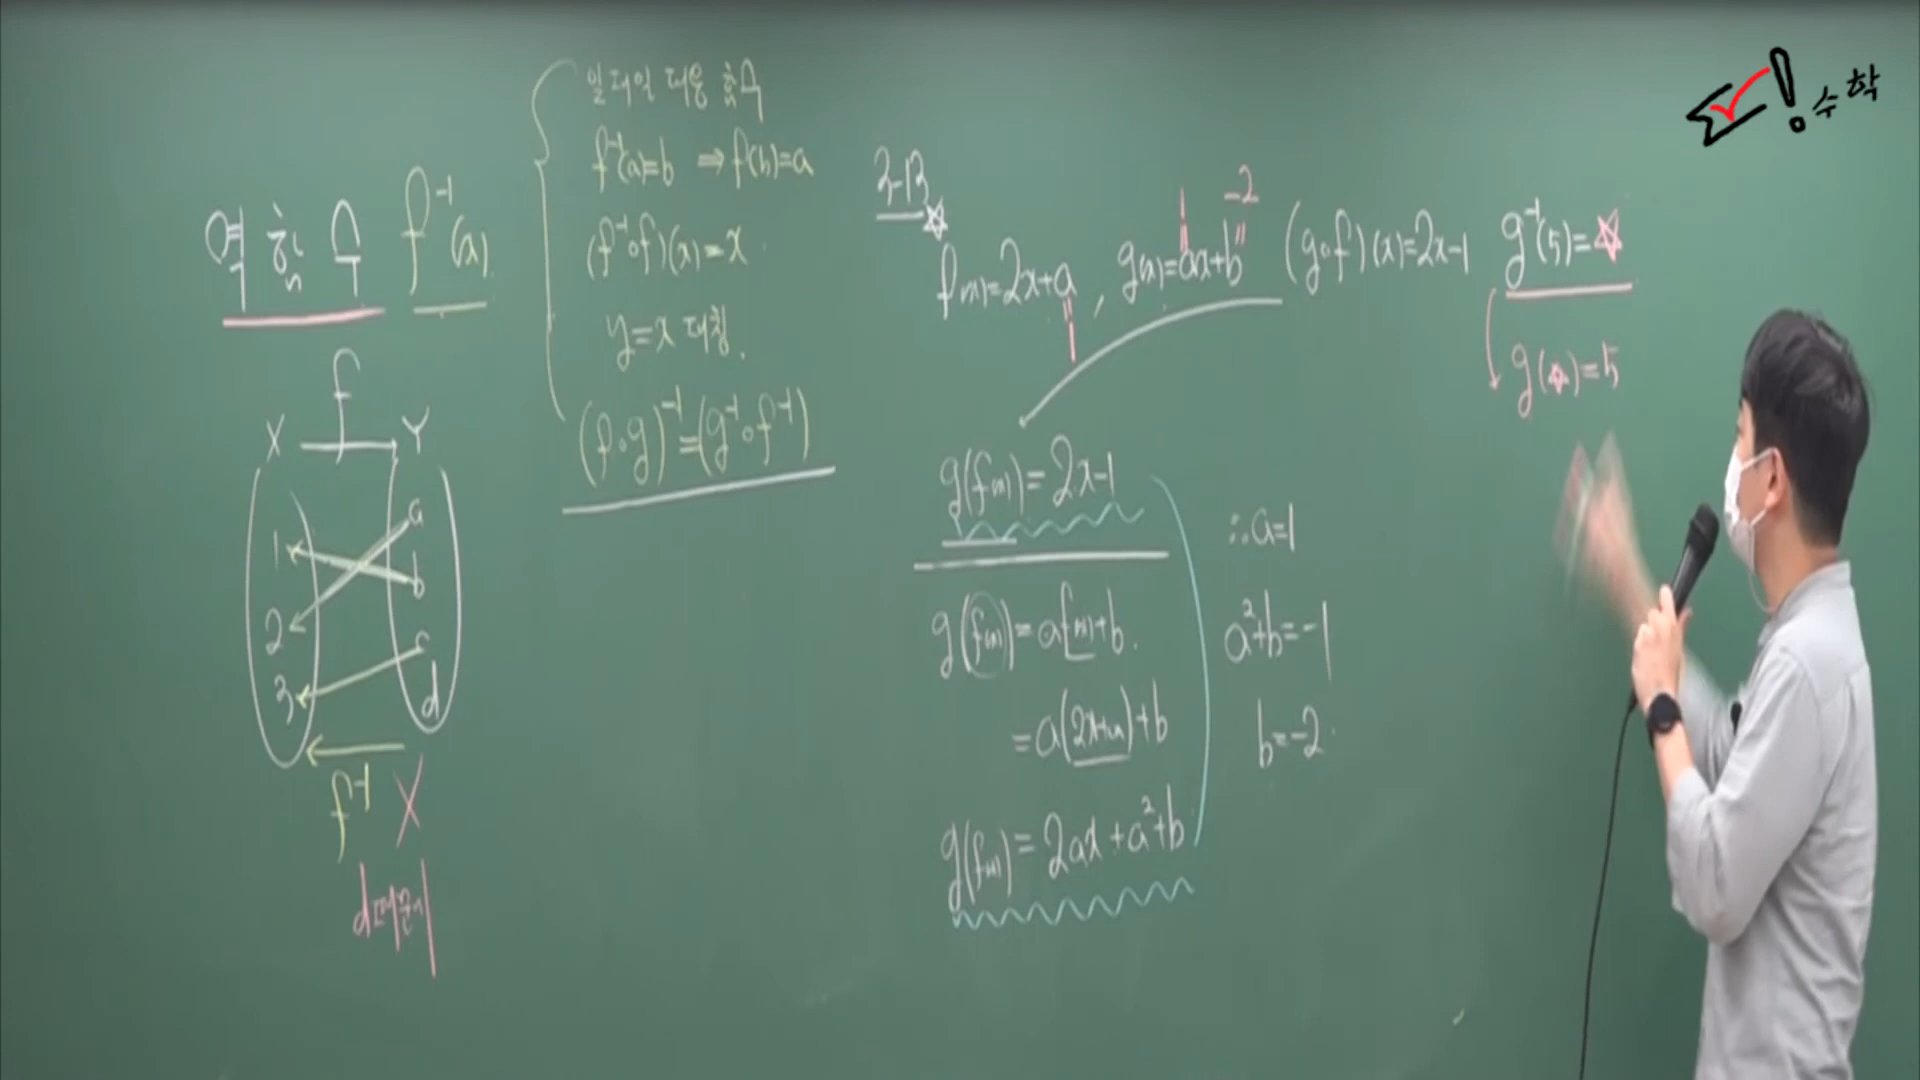 역함수 f⁻¹(x)
f
X Y
1 a
2 b
3 c
d
f⁻¹ X
d 때문에
일대일 대응 함수
f⁻¹(a)=b ⇒ f(b)=a
(f⁻¹∘f)(x)=x
y=x 대칭.
(f∘g)⁻¹=(g⁻¹∘f⁻¹)
3-13
f(x)=2x+a , g(x)=ax+b (g∘f)(x)=2x-1 g⁻¹(5)=☆
1 1 -2
g(☆)=5
g(f(x))=2x-1
g(f(x))=af(x)+b.
=a(2x+a)+b
g(f(x))=2ax+a²+b
∴a=1
a²+b=-1
b=-2.
수학